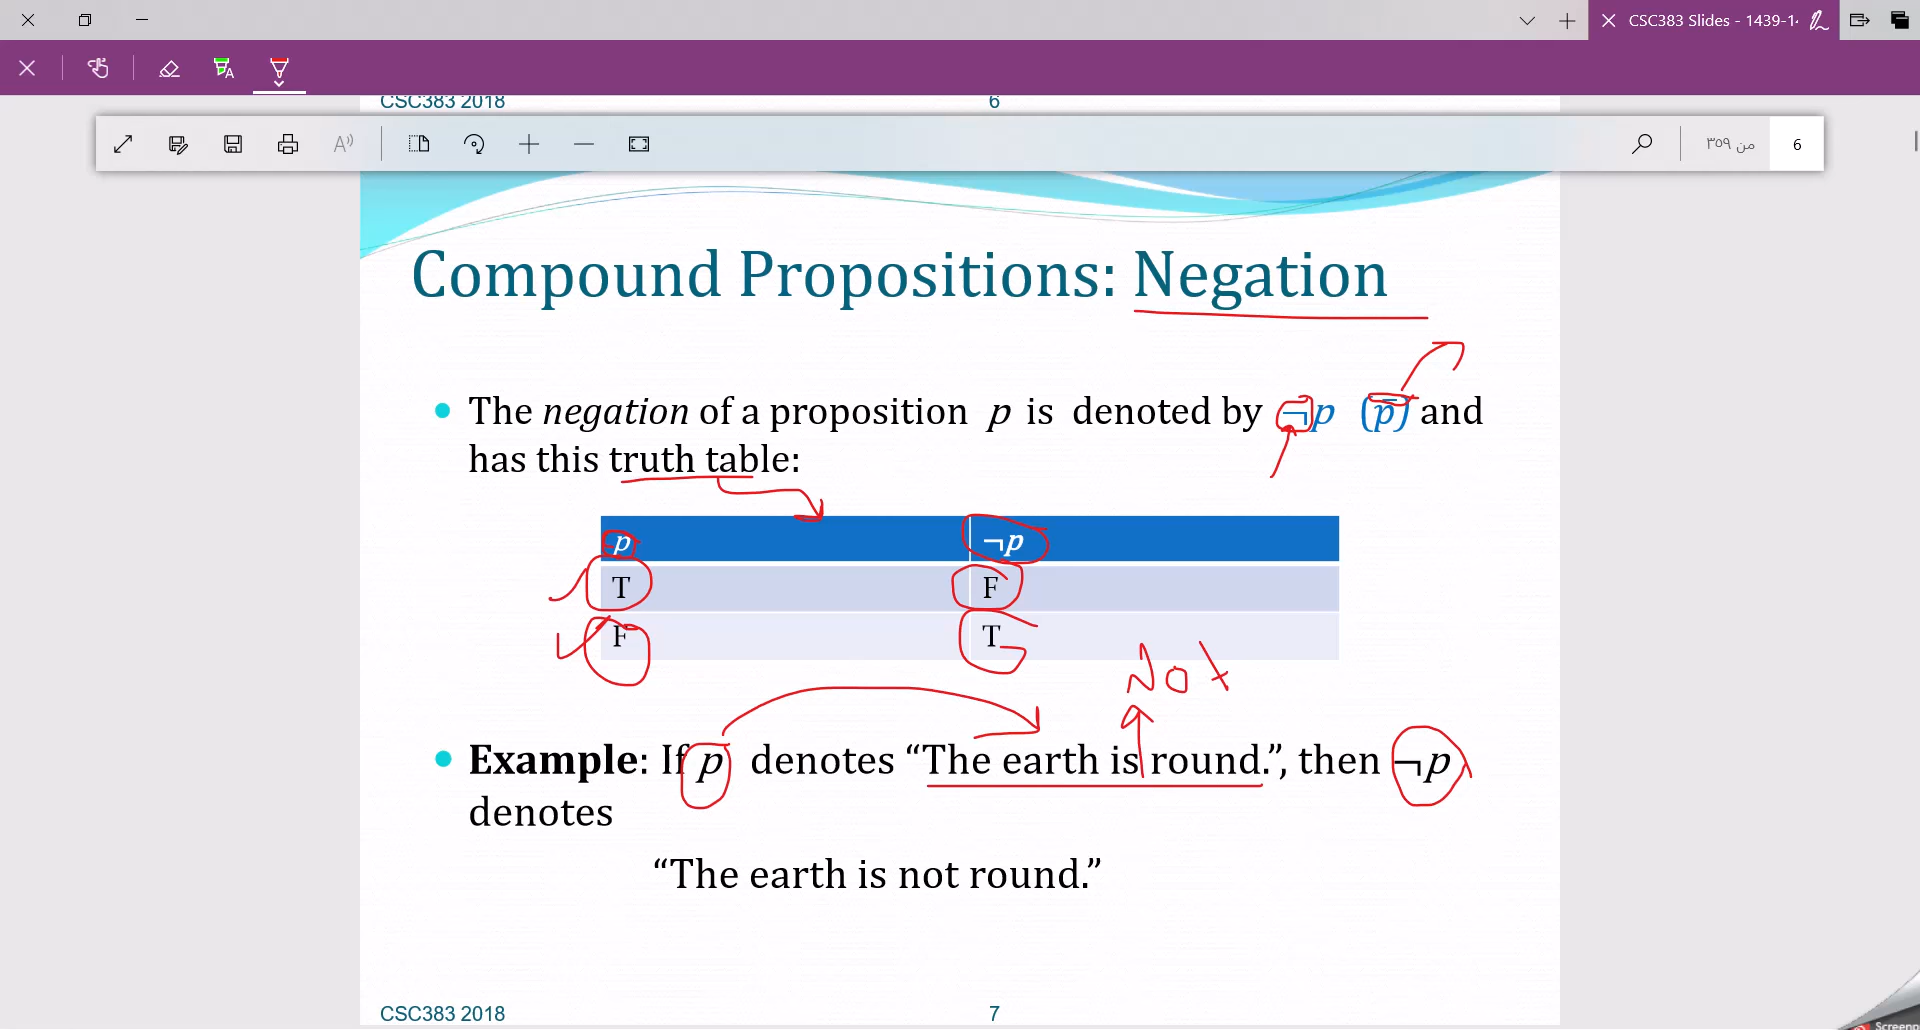 CSC383 Slides - 1439-14
CSC383 2018
6
من ٣٥٩
6
Compound Propositions: Negation
The negation of a proposition p is denoted by ¬p (p̄) and
has this truth table:
p ¬p
T F
F T
Not
Example: If p denotes “The earth is round.”, then ¬p
denotes
“The earth is not round.”
CSC383 2018
7